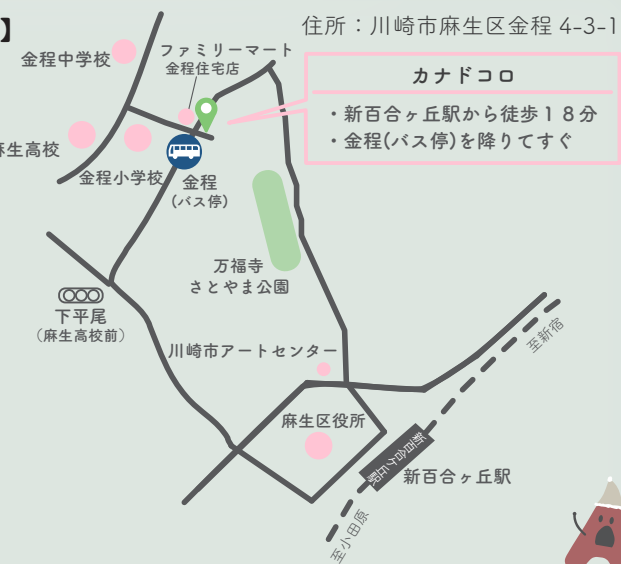 】
住所：川崎市麻生区金程 4-3-1
金程中学校
ファミリーマート
金程住宅店
カナドコロ
・新百合ヶ丘駅から徒歩１８分
・金程(バス停)を降りてすぐ
麻生高校
金程小学校
金程
(バス停)
万福寺
さとやま公園
下平尾
（麻生高校前）
川崎市アートセンター
至新宿
麻生区役所
新百合ケ丘駅
新百合ヶ丘駅
至小田原